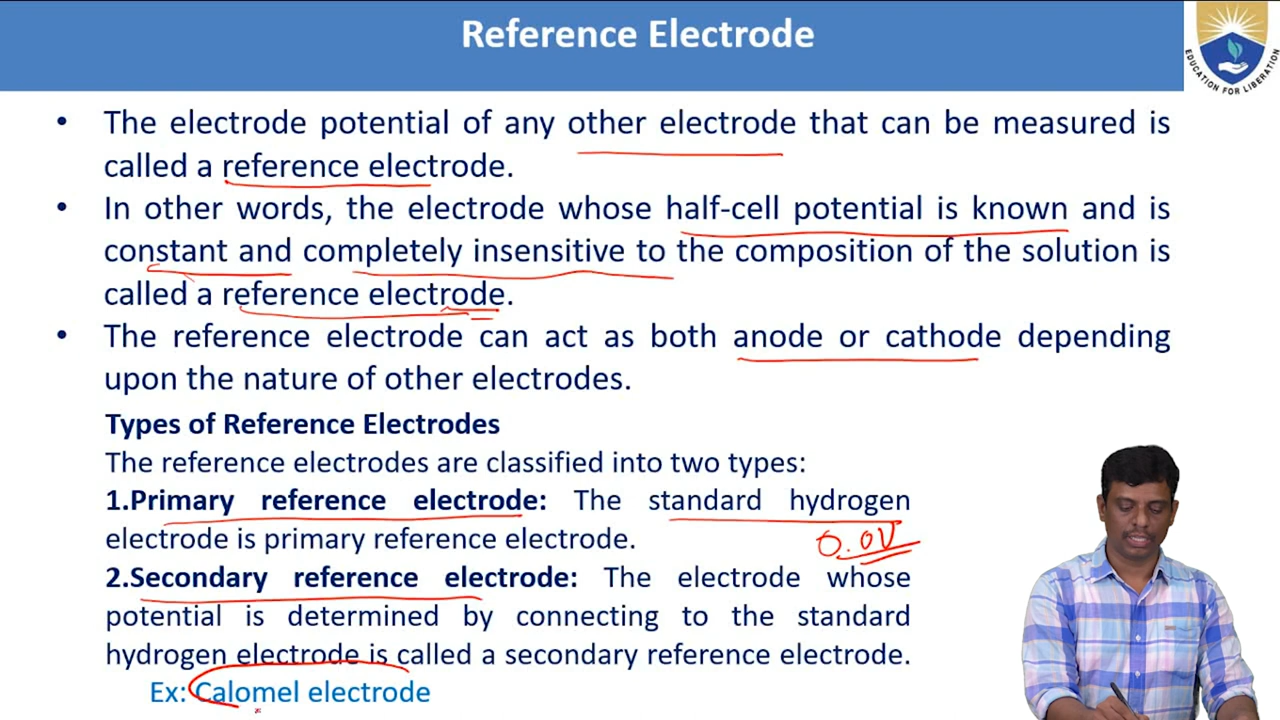 Reference Electrode
EDUCATION FOR LIBERATION
• The electrode potential of any other electrode that can be measured is
called a reference electrode.
• In other words, the electrode whose half-cell potential is known and is
constant and completely insensitive to the composition of the solution is
called a reference electrode.
• The reference electrode can act as both anode or cathode depending
upon the nature of other electrodes.
Types of Reference Electrodes
The reference electrodes are classified into two types:
1.Primary reference electrode: The standard hydrogen
electrode is primary reference electrode.
0.0V
2.Secondary reference electrode: The electrode whose
potential is determined by connecting to the standard
hydrogen electrode is called a secondary reference electrode.
Ex: Calomel electrode